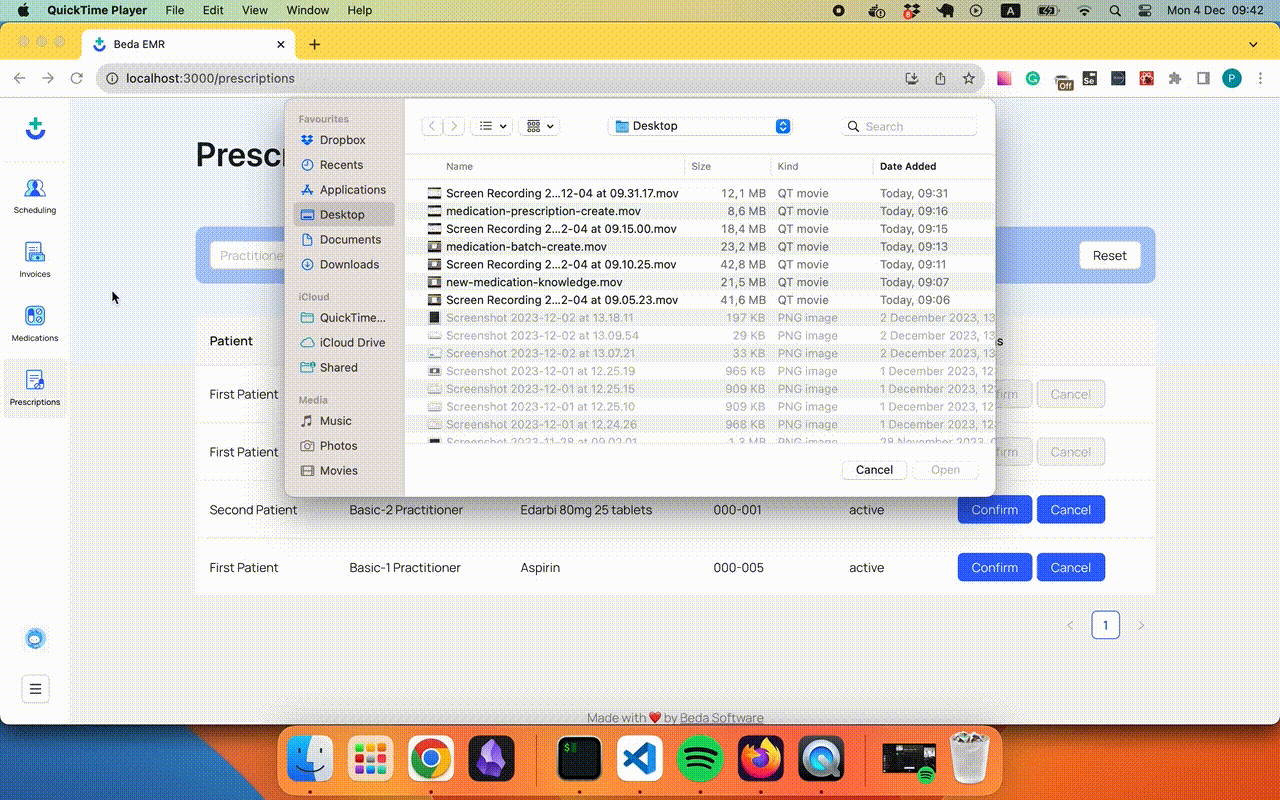 QuickTime Player File Edit View Window Help A Mon 4 Dec 09:42
Beda EMR
localhost:3000/prescriptions Se Off P
Favourites
Dropbox
Recents
Applications
Desktop
Documents
Downloads
iCloud
QuickTime...
iCloud Drive
Shared
Media
Music
Photos
Movies
Desktop Search
Name Size Kind Date Added
Screen Recording 2...12-04 at 09.31.17.mov 12,1 MB QT movie Today, 09:31
medication-prescription-create.mov 8,6 MB QT movie Today, 09:16
Screen Recording 2...2-04 at 09.15.00.mov 18,4 MB QT movie Today, 09:15
medication-batch-create.mov 23,2 MB QT movie Today, 09:13
Screen Recording 2...2-04 at 09.10.25.mov 42,8 MB QT movie Today, 09:11
new-medication-knowledge.mov 21,5 MB QT movie Today, 09:07
Screen Recording 2...2-04 at 09.05.23.mov 41,6 MB QT movie Today, 09:06
Screenshot 2023-12-02 at 13.18.11 197 KB PNG image 2 December 2023, 13
Screenshot 2023-12-02 at 13.09.54 29 KB PNG image 2 December 2023, 13
Screenshot 2023-12-02 at 13.07.21 33 KB PNG image 2 December 2023, 13
Screenshot 2023-12-01 at 12.25.19 965 KB PNG image 1 December 2023, 12
Screenshot 2023-12-01 at 12.25.15 909 KB PNG image 1 December 2023, 12
Screenshot 2023-12-01 at 12.25.10 909 KB PNG image 1 December 2023, 12
Screenshot 2023-12-01 at 12.24.26 968 KB PNG image 1 December 2023, 12
Screenshot 2023-11-28 at 09.02.01 1,3 MB PNG image 28 November 2023, 0
Cancel Open
Scheduling
Invoices
Medications
Prescriptions
Prescr
Practitione Reset
Patient s
First Patient firm Cancel
First Patient firm Cancel
Second Patient Basic-2 Practitioner Edarbi 80mg 25 tablets 000-001 active Confirm Cancel
First Patient Basic-1 Practitioner Aspirin 000-005 active Confirm Cancel
< 1 >
Made with ❤️ by Beda Software